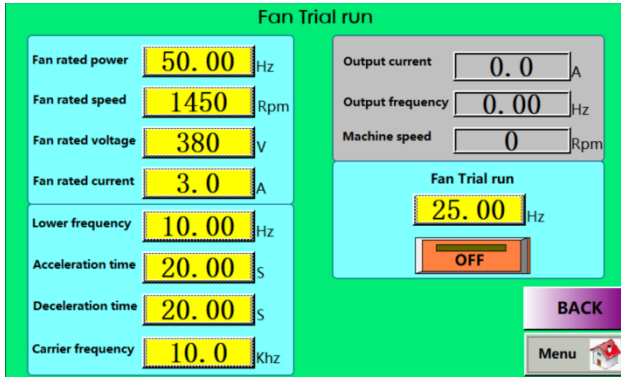 Fan Trial run
Fan rated power 50.00 Hz
Fan rated speed 1450 Rpm
Fan rated voltage 380 V
Fan rated current 3.0 A
Lower frequency 10.00 Hz
Acceleration time 20.00 S
Deceleration time 20.00 S
Carrier frequency 10.0 Khz
Output current 0.0 A
Output frequency 0.00 Hz
Machine speed 0 Rpm
Fan Trial run
25.00 Hz
OFF
BACK
Menu